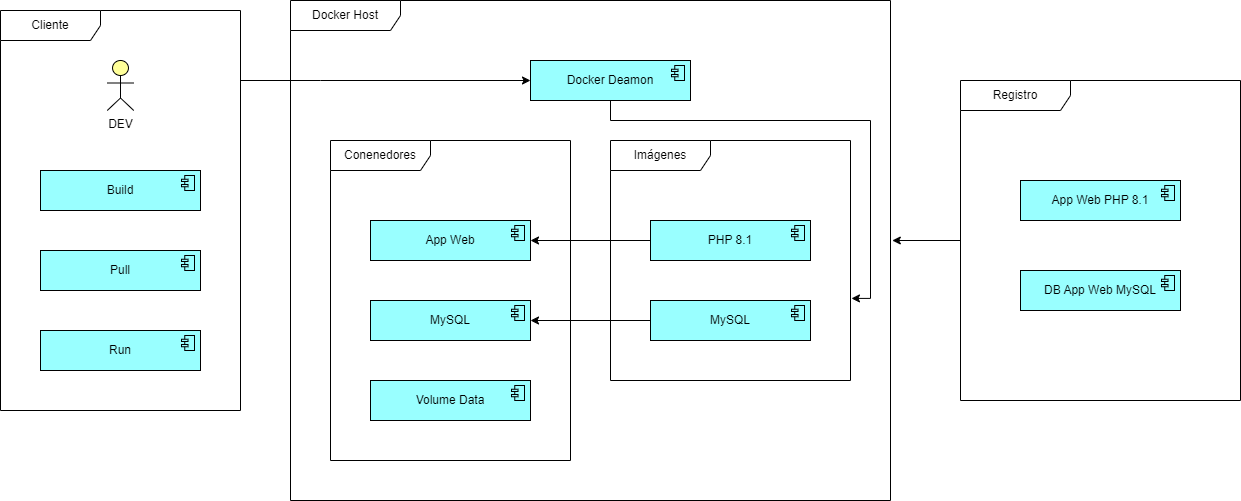 Cliente
DEV
Build
Pull
Run
Docker Host
Docker Deamon
Conenedores
App Web
MySQL
Volume Data
Imágenes
PHP 8.1
MySQL
Registro
App Web PHP 8.1
DB App Web MySQL